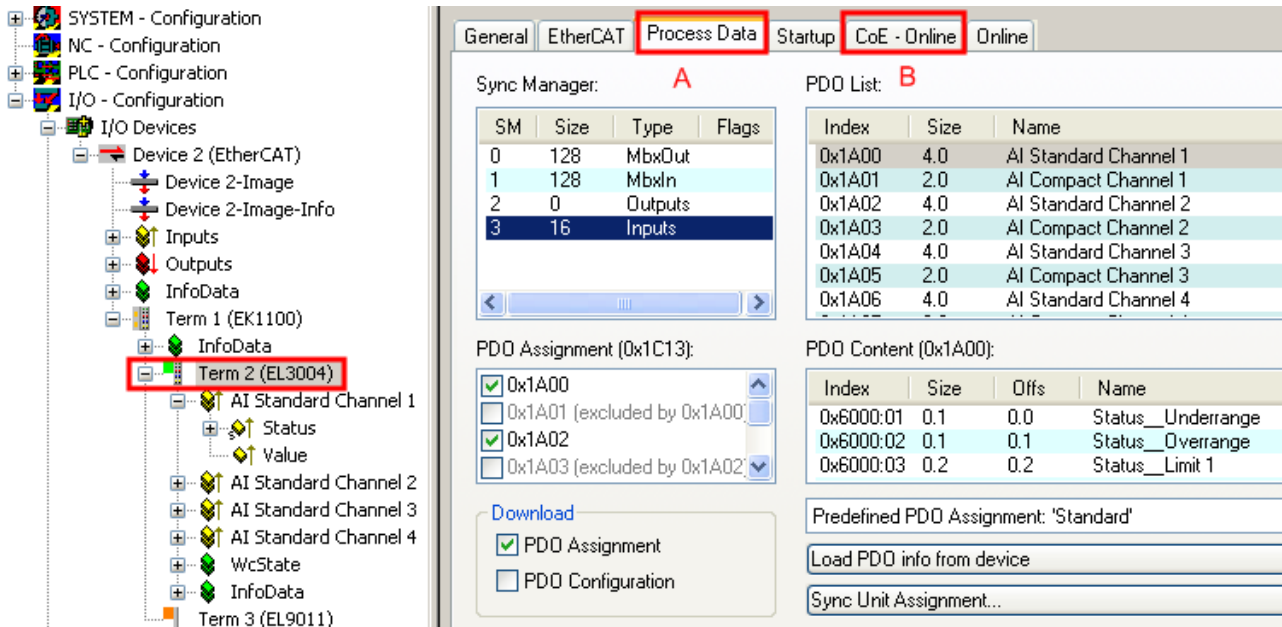 SYSTEM - Configuration
NC - Configuration
PLC - Configuration
I/O - Configuration
I/O Devices
Device 2 (EtherCAT)
Device 2-Image
Device 2-Image-Info
Inputs
Outputs
InfoData
Term 1 (EK1100)
InfoData
Term 2 (EL3004)
AI Standard Channel 1
Status
Value
AI Standard Channel 2
AI Standard Channel 3
AI Standard Channel 4
WcState
InfoData
Term 3 (EL9011)
General EtherCAT Process Data Startup CoE - Online Online
A B
Sync Manager:
SM Size Type Flags
0 128 MbxOut
1 128 MbxIn
2 0 Outputs
3 16 Inputs
PDO List:
Index Size Name
0x1A00 4.0 AI Standard Channel 1
0x1A01 2.0 AI Compact Channel 1
0x1A02 4.0 AI Standard Channel 2
0x1A03 2.0 AI Compact Channel 2
0x1A04 4.0 AI Standard Channel 3
0x1A05 2.0 AI Compact Channel 3
0x1A06 4.0 AI Standard Channel 4
PDO Assignment (0x1C13):
0x1A00
0x1A01 (excluded by 0x1A00)
0x1A02
0x1A03 (excluded by 0x1A02)
PDO Content (0x1A00):
Index Size Offs Name
0x6000:01 0.1 0.0 Status__Underrange
0x6000:02 0.1 0.1 Status__Overrange
0x6000:03 0.2 0.2 Status__Limit 1
Download
PDO Assignment
PDO Configuration
Predefined PDO Assignment: 'Standard'
Load PDO info from device
Sync Unit Assignment...